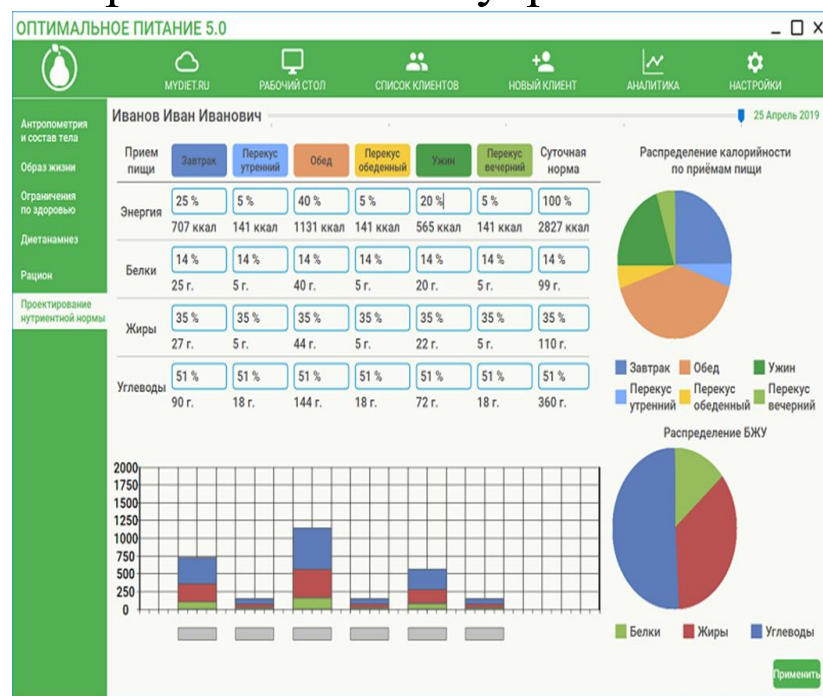 ОПТИМАЛЬНОЕ ПИТАНИЕ 5.0
MYDIET.RU
РАБОЧИЙ СТОЛ
СПИСОК КЛИЕНТОВ
НОВЫЙ КЛИЕНТ
АНАЛИТИКА
НАСТРОЙКИ
Антропометрия
и состав тела
Образ жизни
Ограничения
по здоровью
Диетанамнез
Рацион
Проектирование
нутриентной нормы
Иванов Иван Иванович
25 Апрель 2019
Прием
пищи
Завтрак
Перекус
утренний
Обед
Перекус
обеденный
Ужин
Перекус
вечерний
Суточная
норма
Энергия
25 % 5 % 40 % 5 % 20 % 5 % 100 %
707 ккал 141 ккал 1131 ккал 141 ккал 565 ккал 141 ккал 2827 ккал
Белки
14 % 14 % 14 % 14 % 14 % 14 % 14 %
25 г. 5 г. 40 г. 5 г. 20 г. 5 г. 99 г.
Жиры
35 % 35 % 35 % 35 % 35 % 35 % 35 %
27 г. 5 г. 44 г. 5 г. 22 г. 5 г. 110 г.
Углеводы
51 % 51 % 51 % 51 % 51 % 51 % 51 %
90 г. 18 г. 144 г. 18 г. 72 г. 18 г. 360 г.
Распределение калорийности
по приёмам пищи
Завтрак
Обед
Ужин
Перекус
утренний
Перекус
обеденный
Перекус
вечерний
Распределение БЖУ
Белки
Жиры
Углеводы
2000
1750
1500
1250
1000
750
500
250
0
Применить